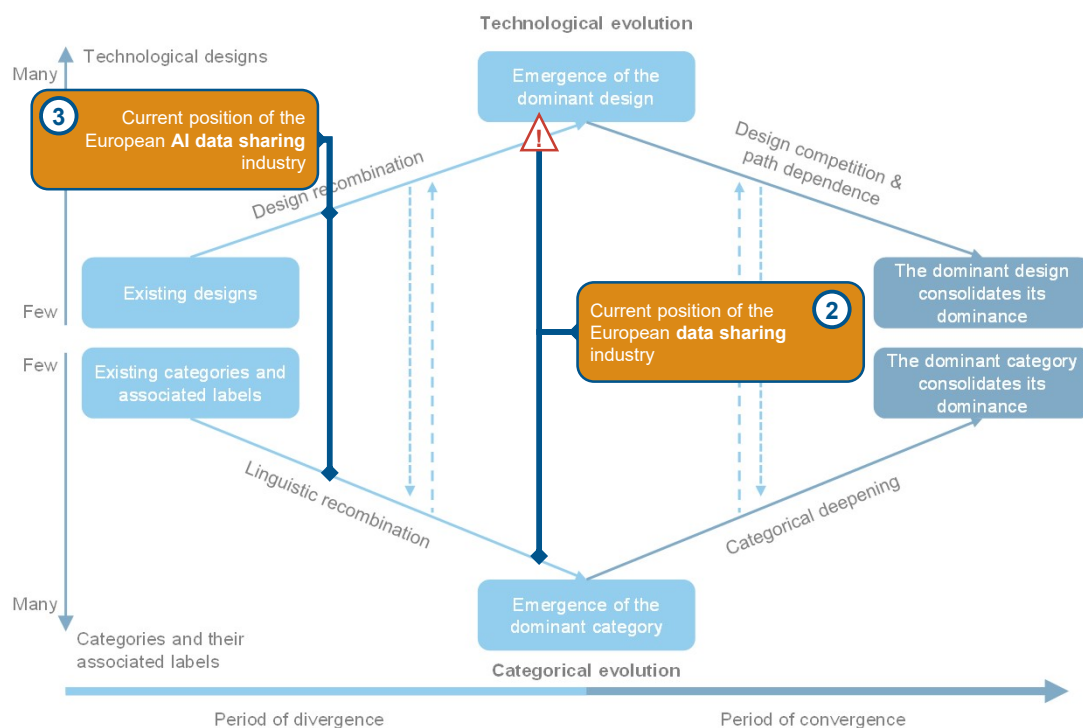 Technological evolution
Technological designs
Many
Emergence of the
dominant design
3
Current position of the
European AI data sharing
industry
!
Design recombination
Design competition &
path dependence
Existing designs
Few
2
Current position of the
European data sharing
industry
The dominant design
consolidates its
dominance
Few
Existing categories and
associated labels
The dominant category
consolidates its
dominance
Linguistic recombination
Categorical deepening
Many
Emergence of the
dominant category
Categories and their
associated labels
Categorical evolution
Period of divergence
Period of convergence